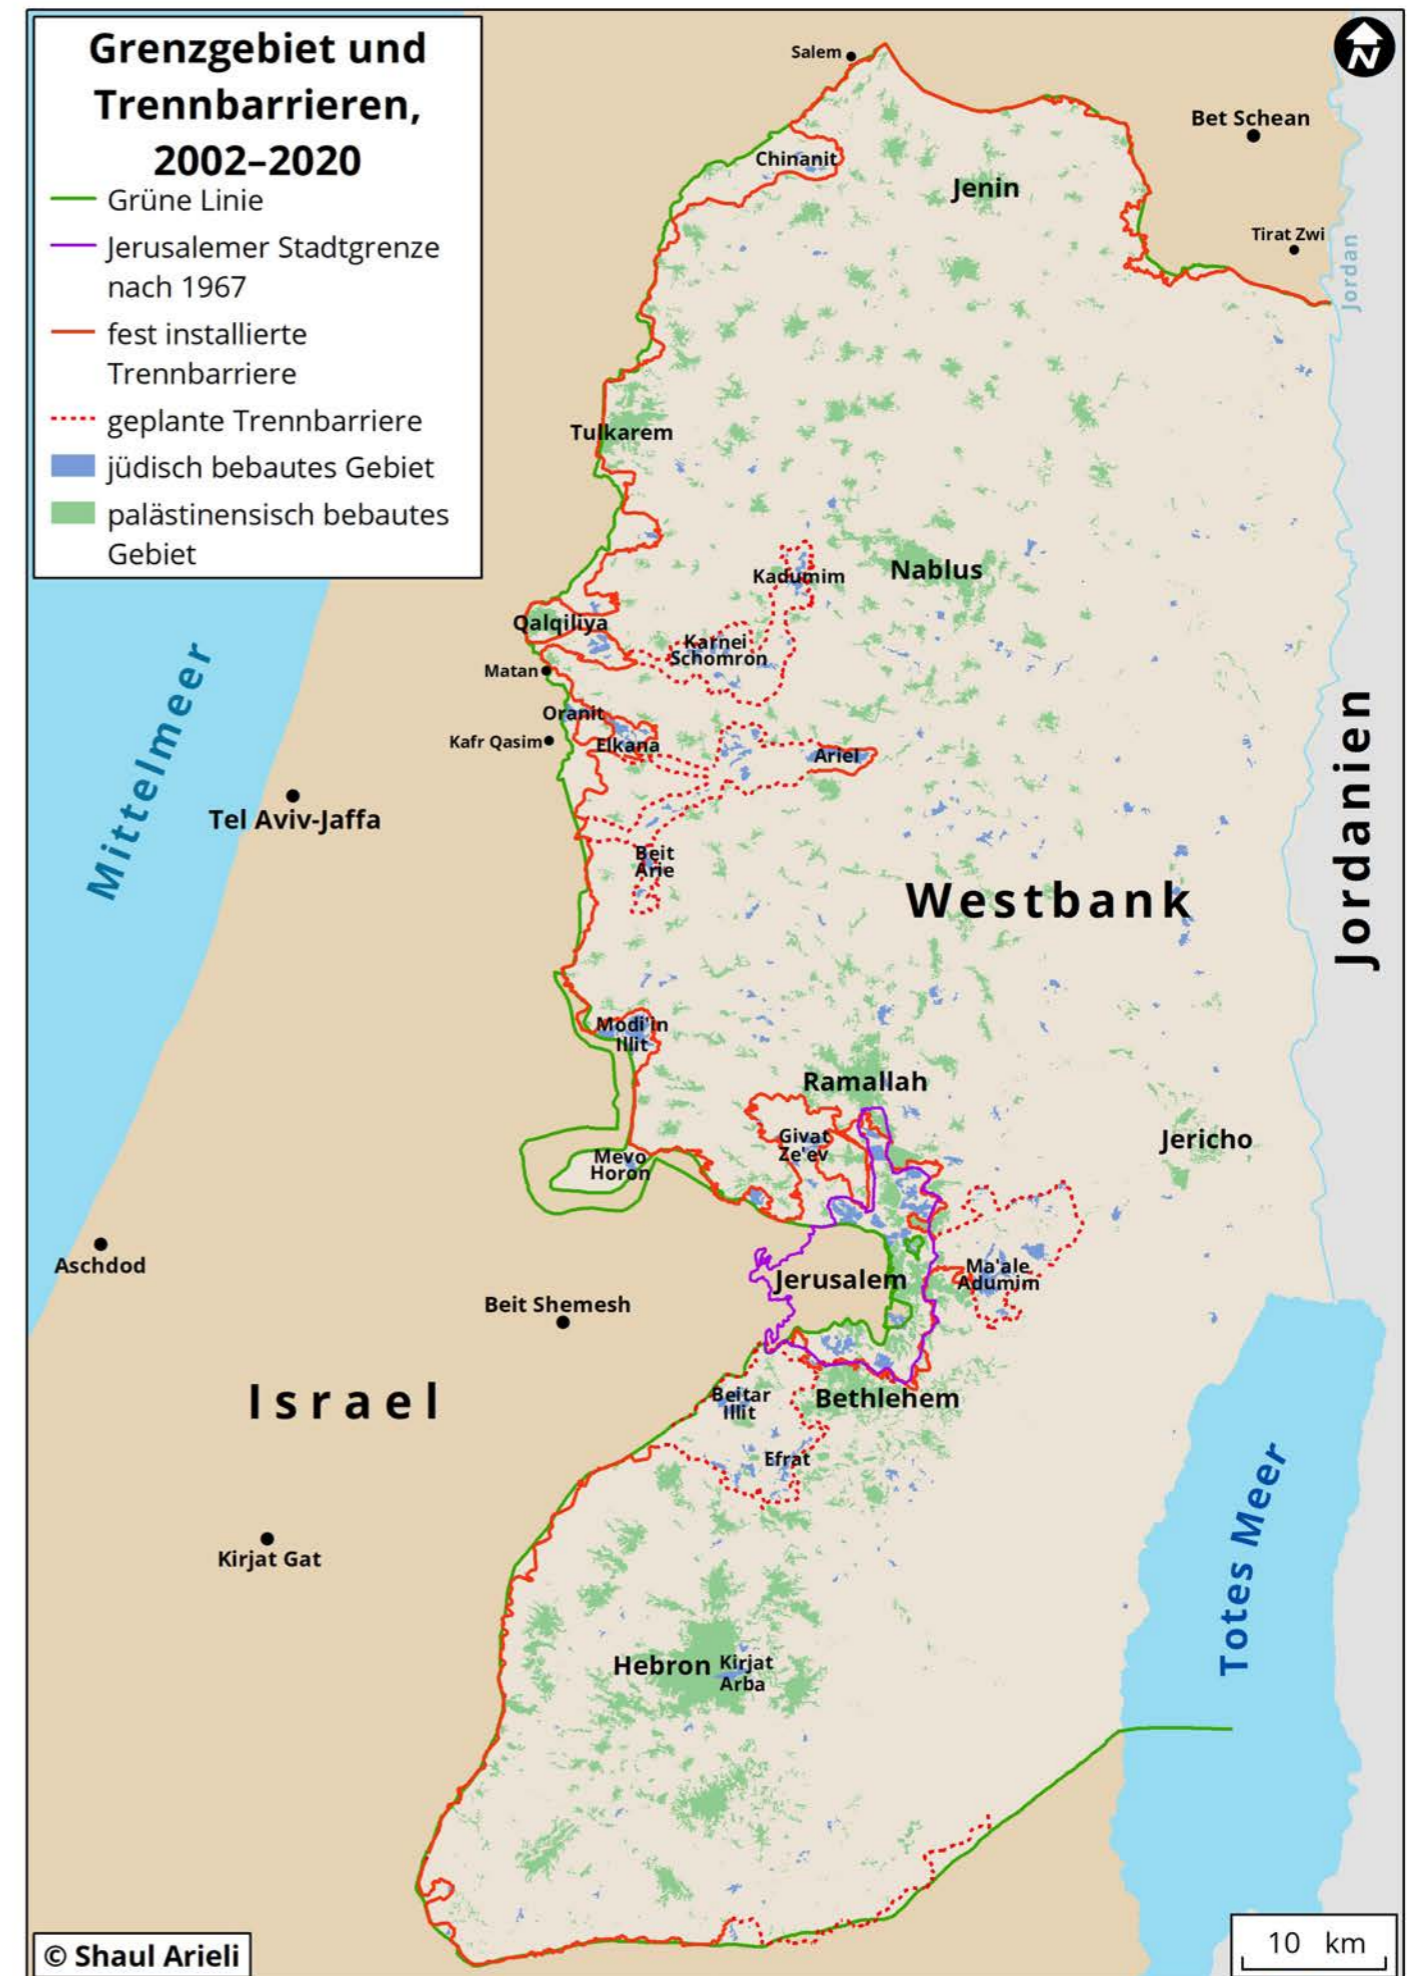 Grenzgebiet und
Trennbarrieren,
2002–2020
Grüne Linie
Jerusalemer Stadtgrenze
nach 1967
fest installierte
Trennbarriere
geplante Trennbarriere
jüdisch bebautes Gebiet
palästinensisch bebautes
Gebiet
N
Salem
Bet Schean
Chinanit
Jenin
Tirat Zwi
Jordan
Tulkarem
Kadumim
Nablus
Qalqiliya
Karnei
Schomron
Matan
Oranit
Kafr Qasim
Elkana
Ariel
Mittelmeer
Tel Aviv-Jaffa
Jordanien
Beit
Arie
Westbank
Modi'in
Illit
Ramallah
Givat
Ze'ev
Jericho
Mevo
Horon
Aschdod
Jerusalem
Ma'ale
Adumim
Beit Shemesh
Israel
Beitar
Illit
Bethlehem
Efrat
Totes Meer
Kirjat Gat
Hebron
Kirjat
Arba
© Shaul Arieli
10 km